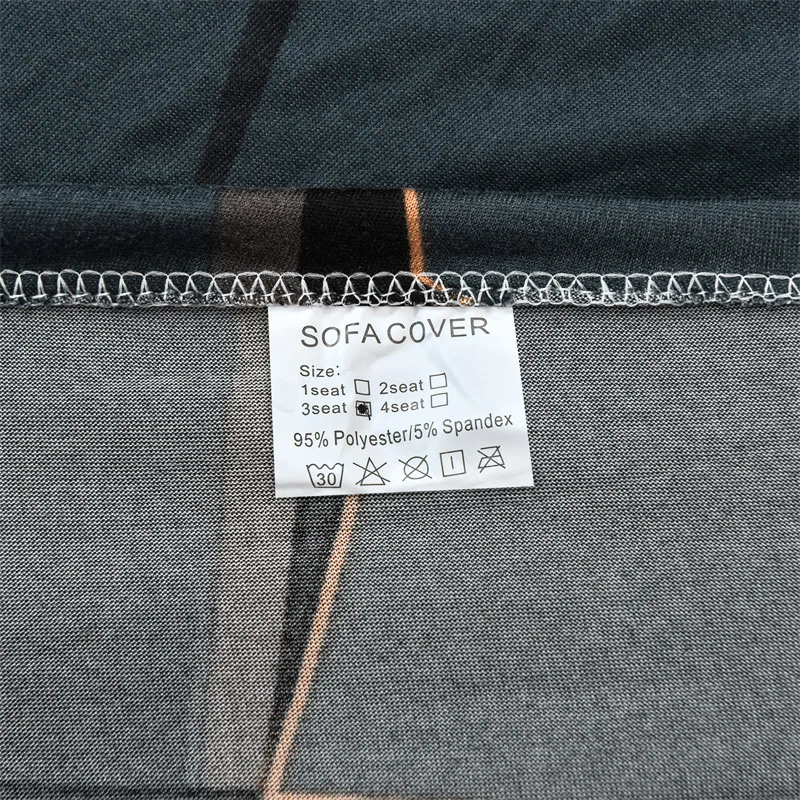 SOFA COVER
Size:
1seat 2seat
3seat 4seat
95% Polyester/5% Spandex
30